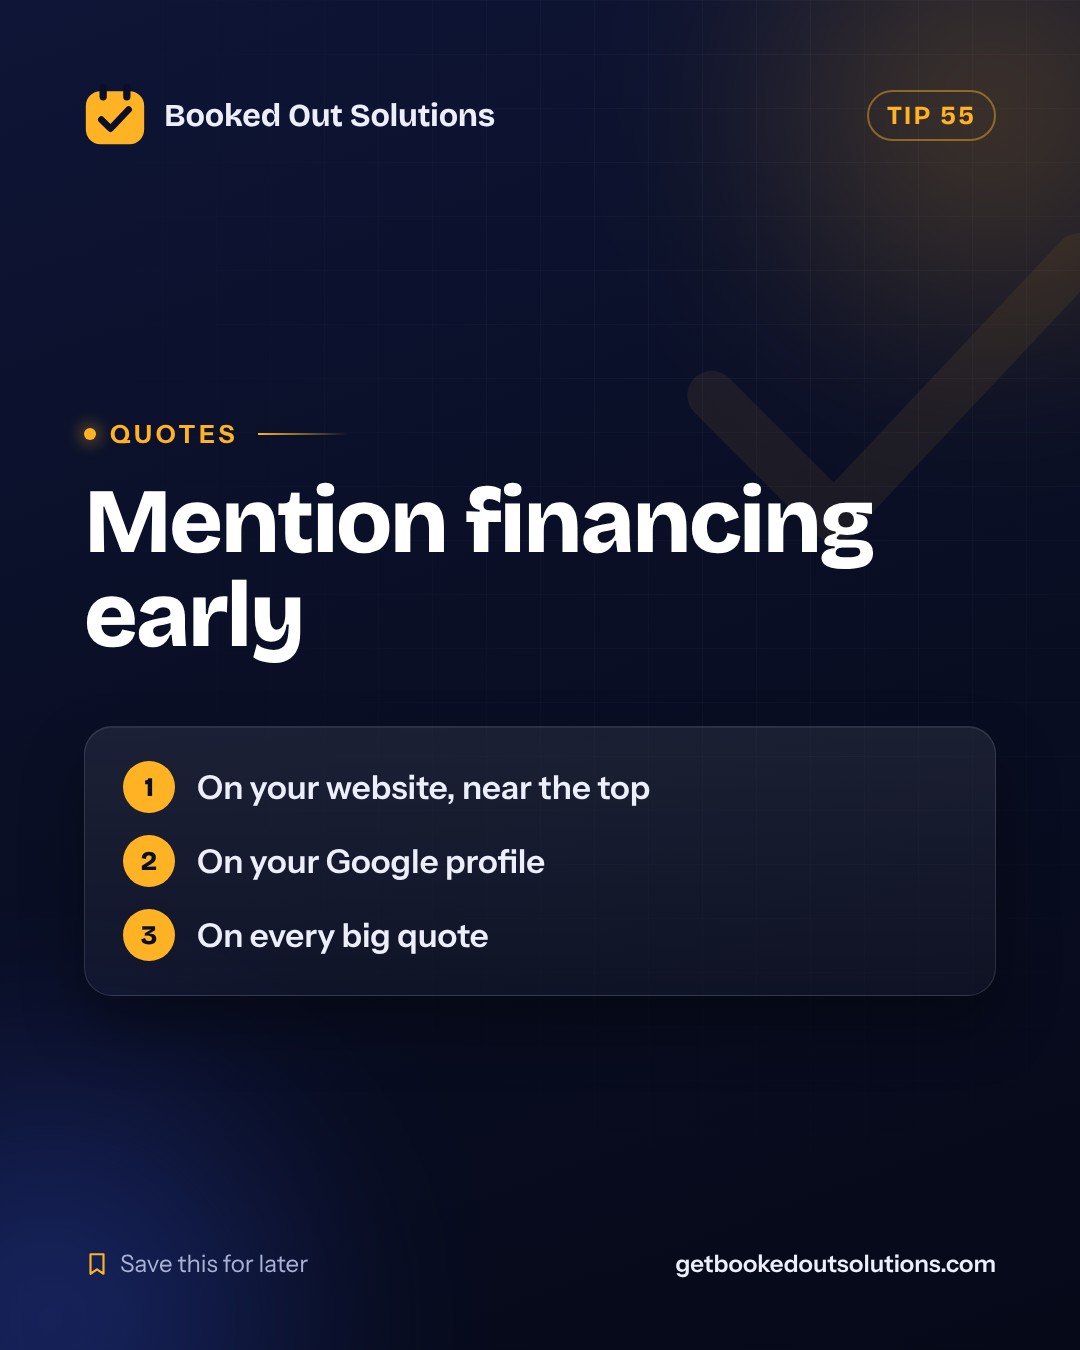 Booked Out Solutions
TIP 55
QUOTES
Mention financing
early
1 On your website, near the top
2 On your Google profile
3 On every big quote
Save this for later
getbookedoutsolutions.com